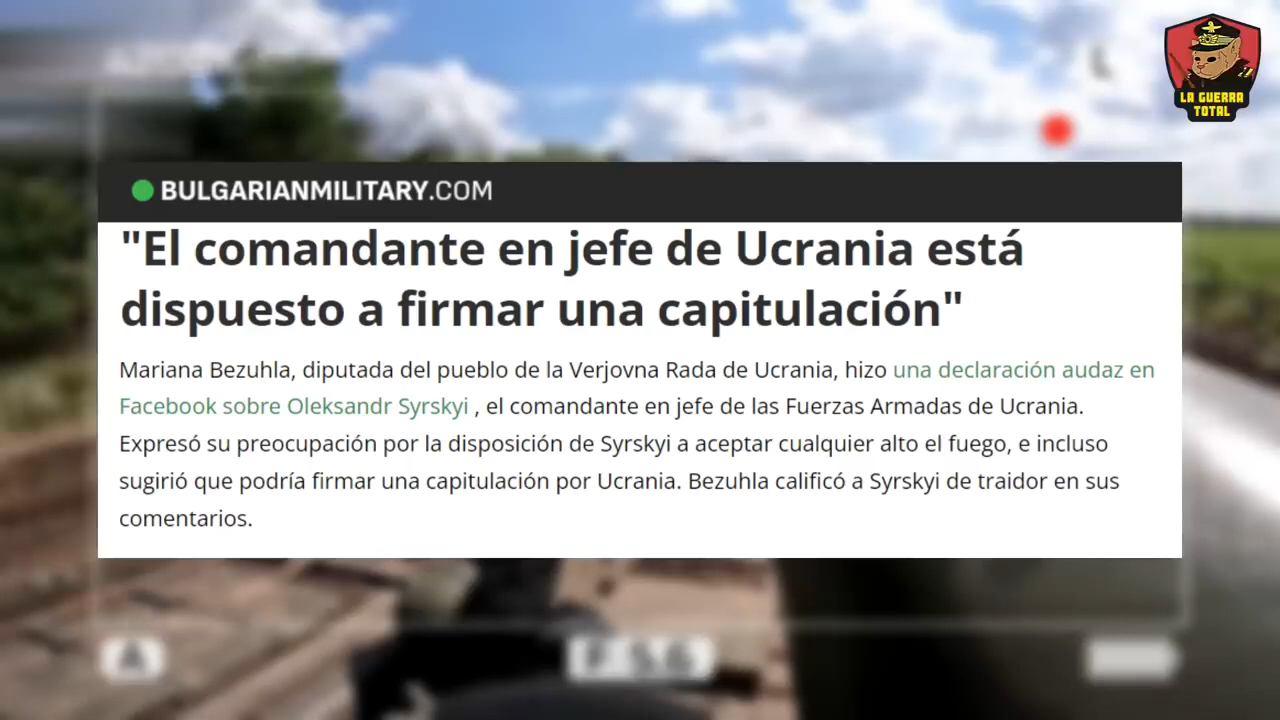 LA GUERRA
TOTAL
BULGARIANMILITARY.COM
"El comandante en jefe de Ucrania está
dispuesto a firmar una capitulación"
Mariana Bezuhla, diputada del pueblo de la Verjovna Rada de Ucrania, hizo una declaración audaz en
Facebook sobre Oleksandr Syrskyi , el comandante en jefe de las Fuerzas Armadas de Ucrania.
Expresó su preocupación por la disposición de Syrskyi a aceptar cualquier alto el fuego, e incluso
sugirió que podría firmar una capitulación por Ucrania. Bezuhla calificó a Syrskyi de traidor en sus
comentarios.
A
F 5.6